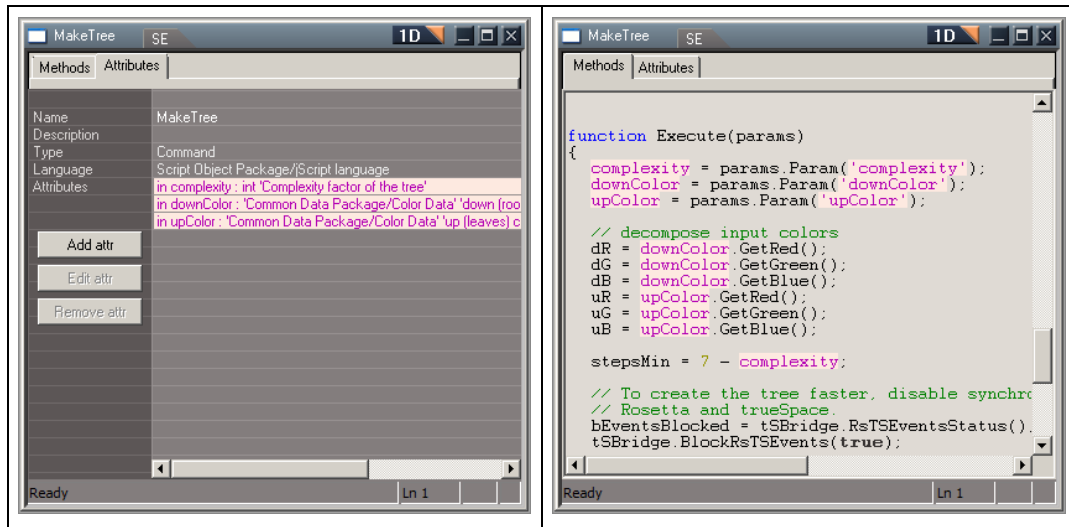 MakeTree SE 1D
Methods Attributes
Name MakeTree
Description
Type Command
Language Script Object Package/jScript language
Attributes in complexity : int 'Complexity factor of the tree'
in downColor : 'Common Data Package/Color Data' 'down (roo
in upColor : 'Common Data Package/Color Data' 'up (leaves) c
Add attr
Edit attr
Remove attr
Ready Ln 1
MakeTree SE 1D
Methods Attributes
function Execute(params)
{
complexity = params.Param('complexity');
downColor = params.Param('downColor');
upColor = params.Param('upColor');
// decompose input colors
dR = downColor.GetRed();
dG = downColor.GetGreen();
dB = downColor.GetBlue();
uR = upColor.GetRed();
uG = upColor.GetGreen();
uB = upColor.GetBlue();
stepsMin = 7 - complexity;
// To create the tree faster, disable synchro
// Rosetta and trueSpace.
bEventsBlocked = tSBridge.RsTSEventsStatus().
tSBridge.BlockRsTSEvents(true);
Ready Ln 1